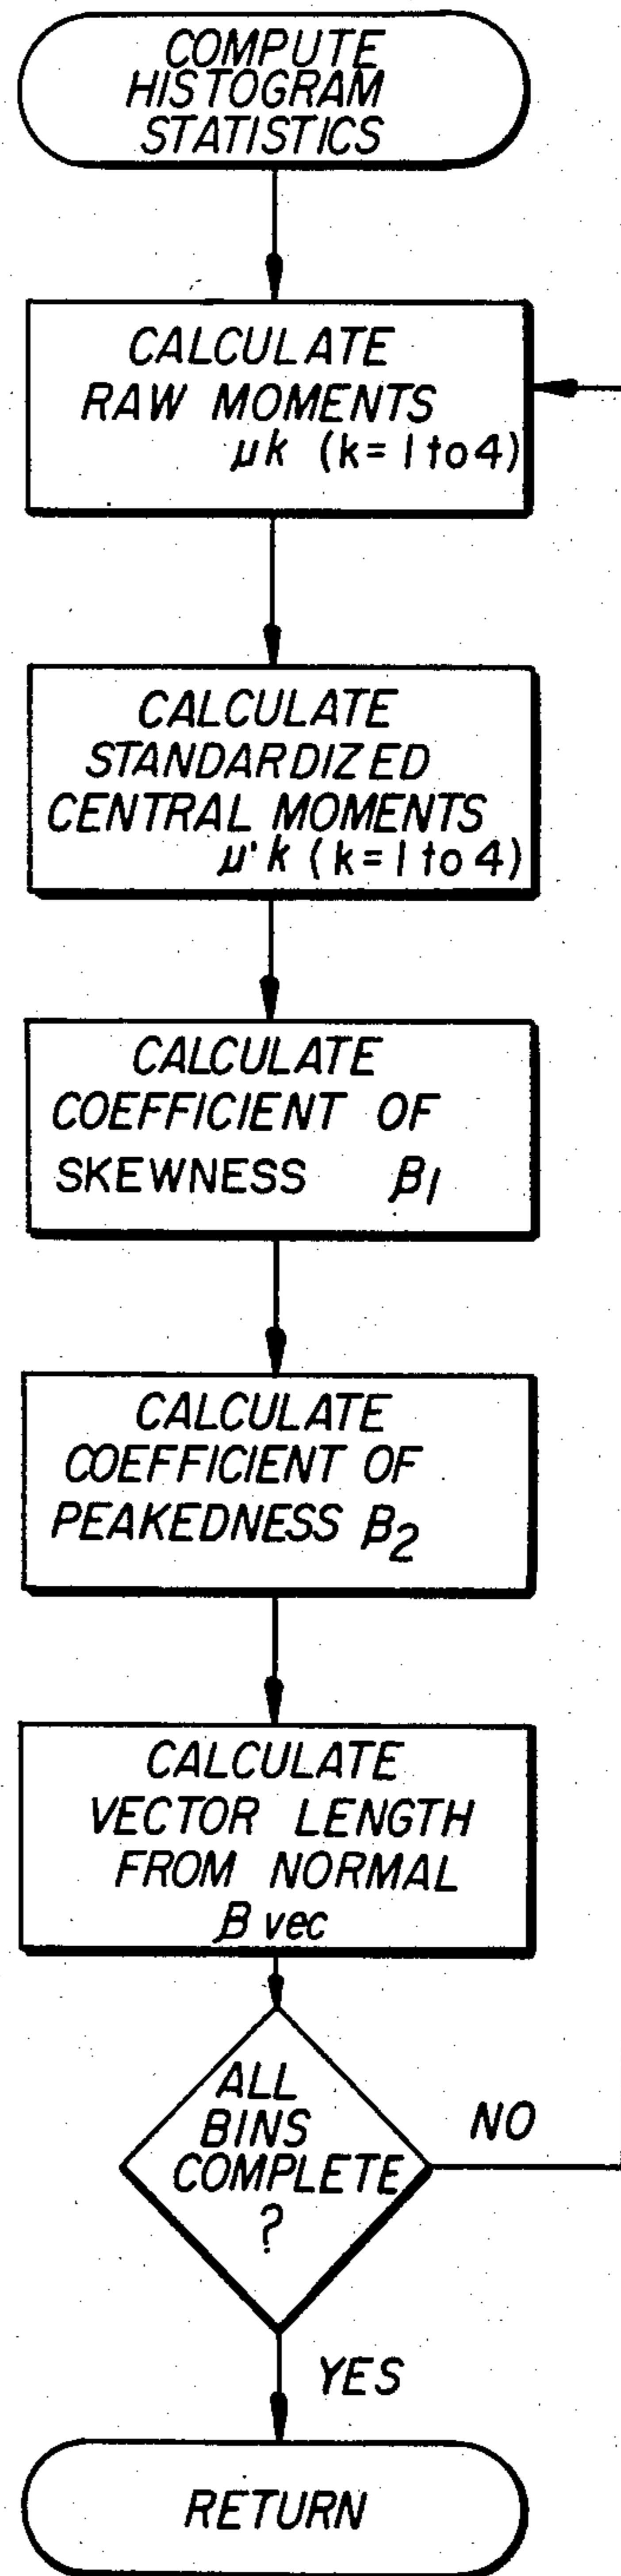 COMPUTE
HISTOGRAM
STATISTICS
CALCULATE
RAW MOMENTS
μk (k=1 to 4)
CALCULATE
STANDARDIZED
CENTRAL MOMENTS
μ'k (k=1 to 4)
CALCULATE
COEFFICIENT OF
SKEWNESS β1
CALCULATE
COEFFICIENT OF
PEAKEDNESS β2
CALCULATE
VECTOR LENGTH
FROM NORMAL
β vec
ALL
BINS
COMPLETE
?
NO
YES
RETURN